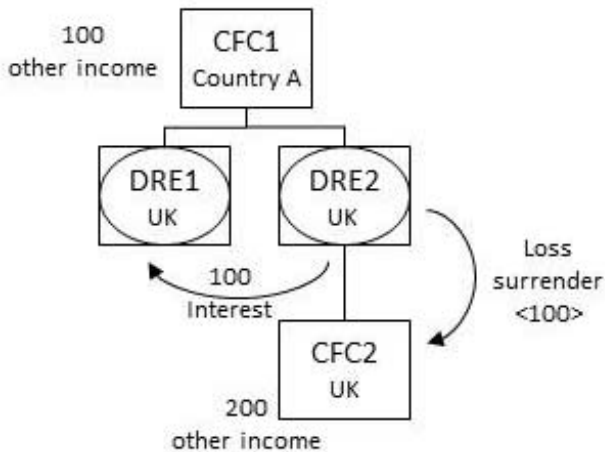 100
other income
CFC1
Country A
DRE1
UK
DRE2
UK
100
Interest
Loss
surrender
<100>
CFC2
UK
200
other income